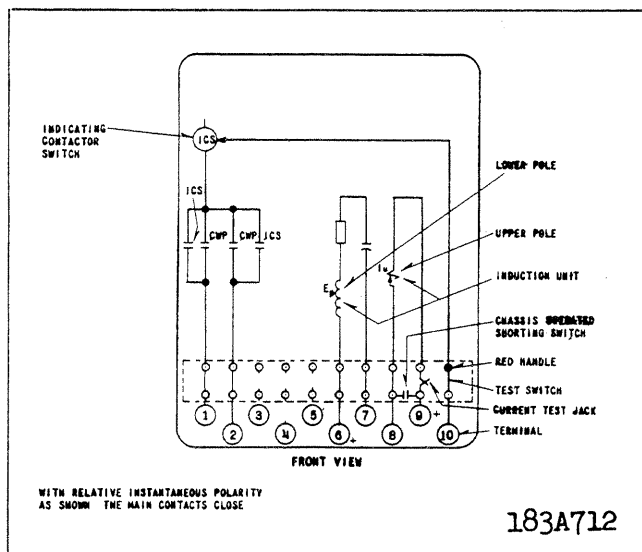 INDICATING
CONTACTOR
SWITCH
ICS
ICS
CWP
CWP
ICS
LOWER POLE
UPPER POLE
INDUCTION UNIT
CHASSIS OPERATED
SHORTING SWITCH
RED HANDLE
TEST SWITCH
CURRENT TEST JACK
TERMINAL
1
2
3
4
5
6 +
7
8
9 +
10
FRONT VIEW
WITH RELATIVE INSTANTANEOUS POLARITY
AS SHOWN THE MAIN CONTACTS CLOSE
183A712